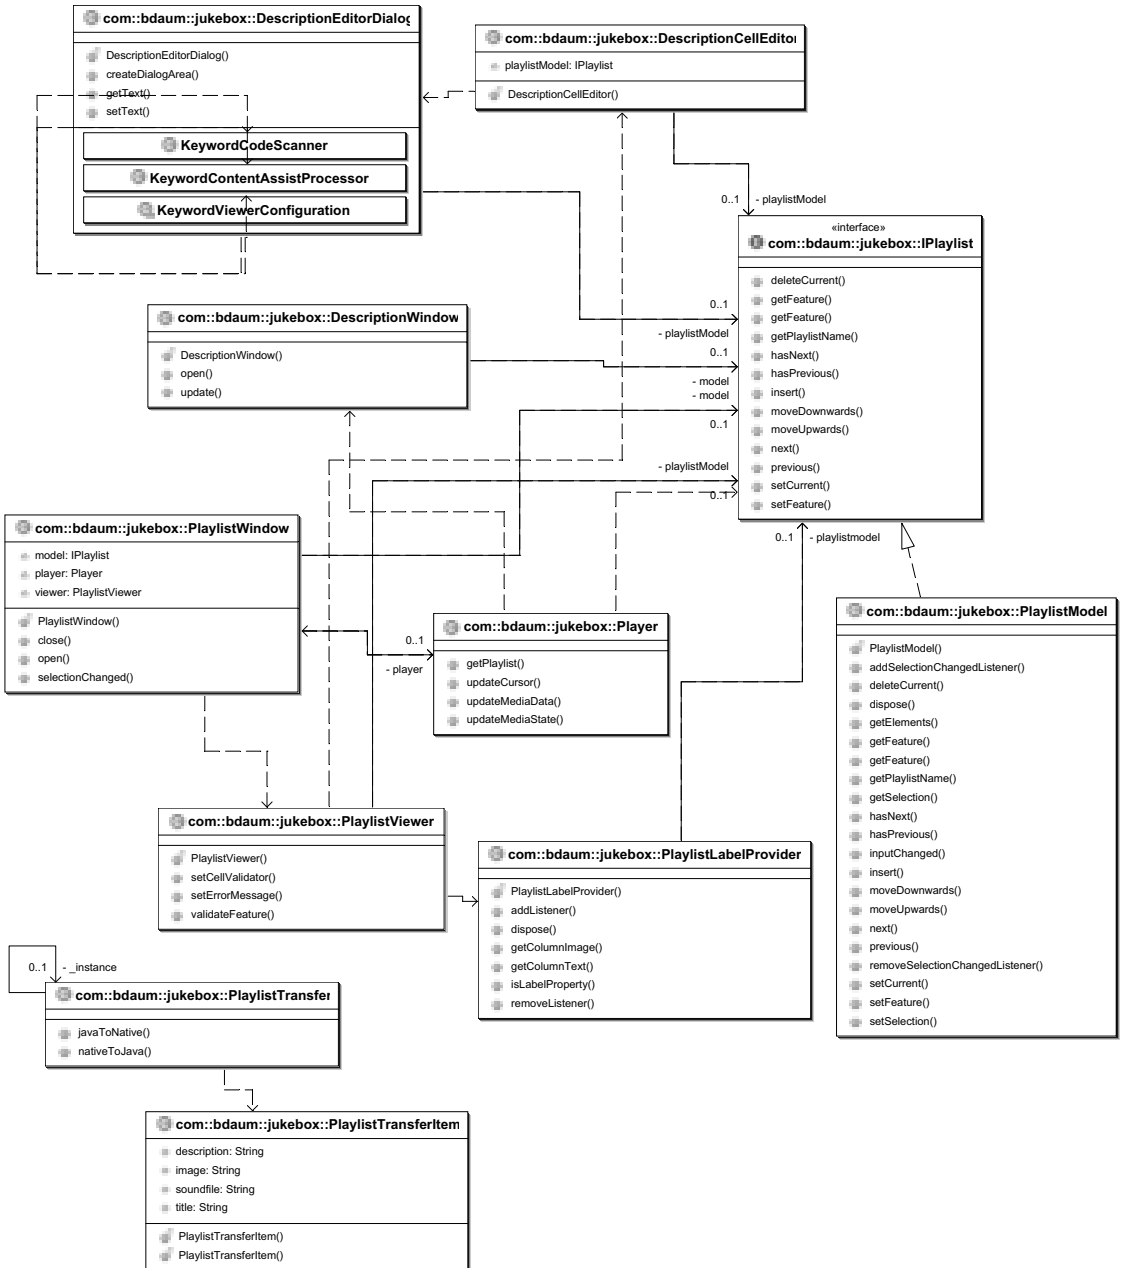 com::bdaum::jukebox::DescriptionEditorDialog
DescriptionEditorDialog()
createDialogArea()
getText()
setText()
KeywordCodeScanner
KeywordContentAssistProcessor
KeywordViewerConfiguration
com::bdaum::jukebox::DescriptionCellEditor
playlistModel: IPlaylist
DescriptionCellEditor()
0..1 - playlistModel
«interface»
com::bdaum::jukebox::IPlaylist
deleteCurrent()
getFeature()
getFeature()
getPlaylistName()
hasNext()
hasPrevious()
insert()
moveDownwards()
moveUpwards()
next()
previous()
setCurrent()
setFeature()
0..1
- playlistModel
0..1
- model
- model
0..1
- playlistModel
0..1
com::bdaum::jukebox::DescriptionWindow
DescriptionWindow()
open()
update()
com::bdaum::jukebox::PlaylistWindow
model: IPlaylist
player: Player
viewer: PlaylistViewer
PlaylistWindow()
close()
open()
selectionChanged()
0..1
- player
com::bdaum::jukebox::Player
getPlaylist()
updateCursor()
updateMediaData()
updateMediaState()
0..1 - playlistmodel
com::bdaum::jukebox::PlaylistModel
PlaylistModel()
addSelectionChangedListener()
deleteCurrent()
dispose()
getElements()
getFeature()
getFeature()
getPlaylistName()
getSelection()
hasNext()
hasPrevious()
inputChanged()
insert()
moveDownwards()
moveUpwards()
next()
previous()
removeSelectionChangedListener()
setCurrent()
setFeature()
setSelection()
com::bdaum::jukebox::PlaylistViewer
PlaylistViewer()
setCellValidator()
setErrorMessage()
validateFeature()
com::bdaum::jukebox::PlaylistLabelProvider
PlaylistLabelProvider()
addListener()
dispose()
getColumnImage()
getColumnText()
isLabelProperty()
removeListener()
0..1 - _instance
com::bdaum::jukebox::PlaylistTransfer
javaToNative()
nativeToJava()
com::bdaum::jukebox::PlaylistTransferItem
description: String
image: String
soundfile: String
title: String
PlaylistTransferItem()
PlaylistTransferItem()